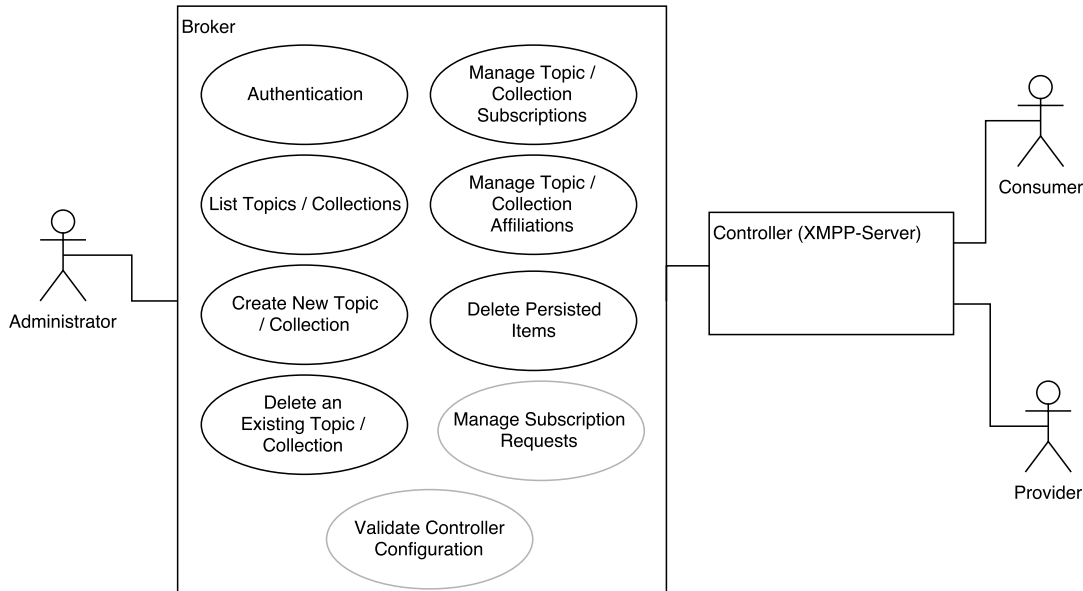 Broker
Authentication
Manage Topic /
Collection
Subscriptions
List Topics / Collections
Manage Topic /
Collection
Affiliations
Create New Topic
/ Collection
Delete Persisted
Items
Delete an
Existing Topic /
Collection
Manage Subscription
Requests
Validate Controller
Configuration
Administrator
Controller (XMPP-Server)
Consumer
Provider